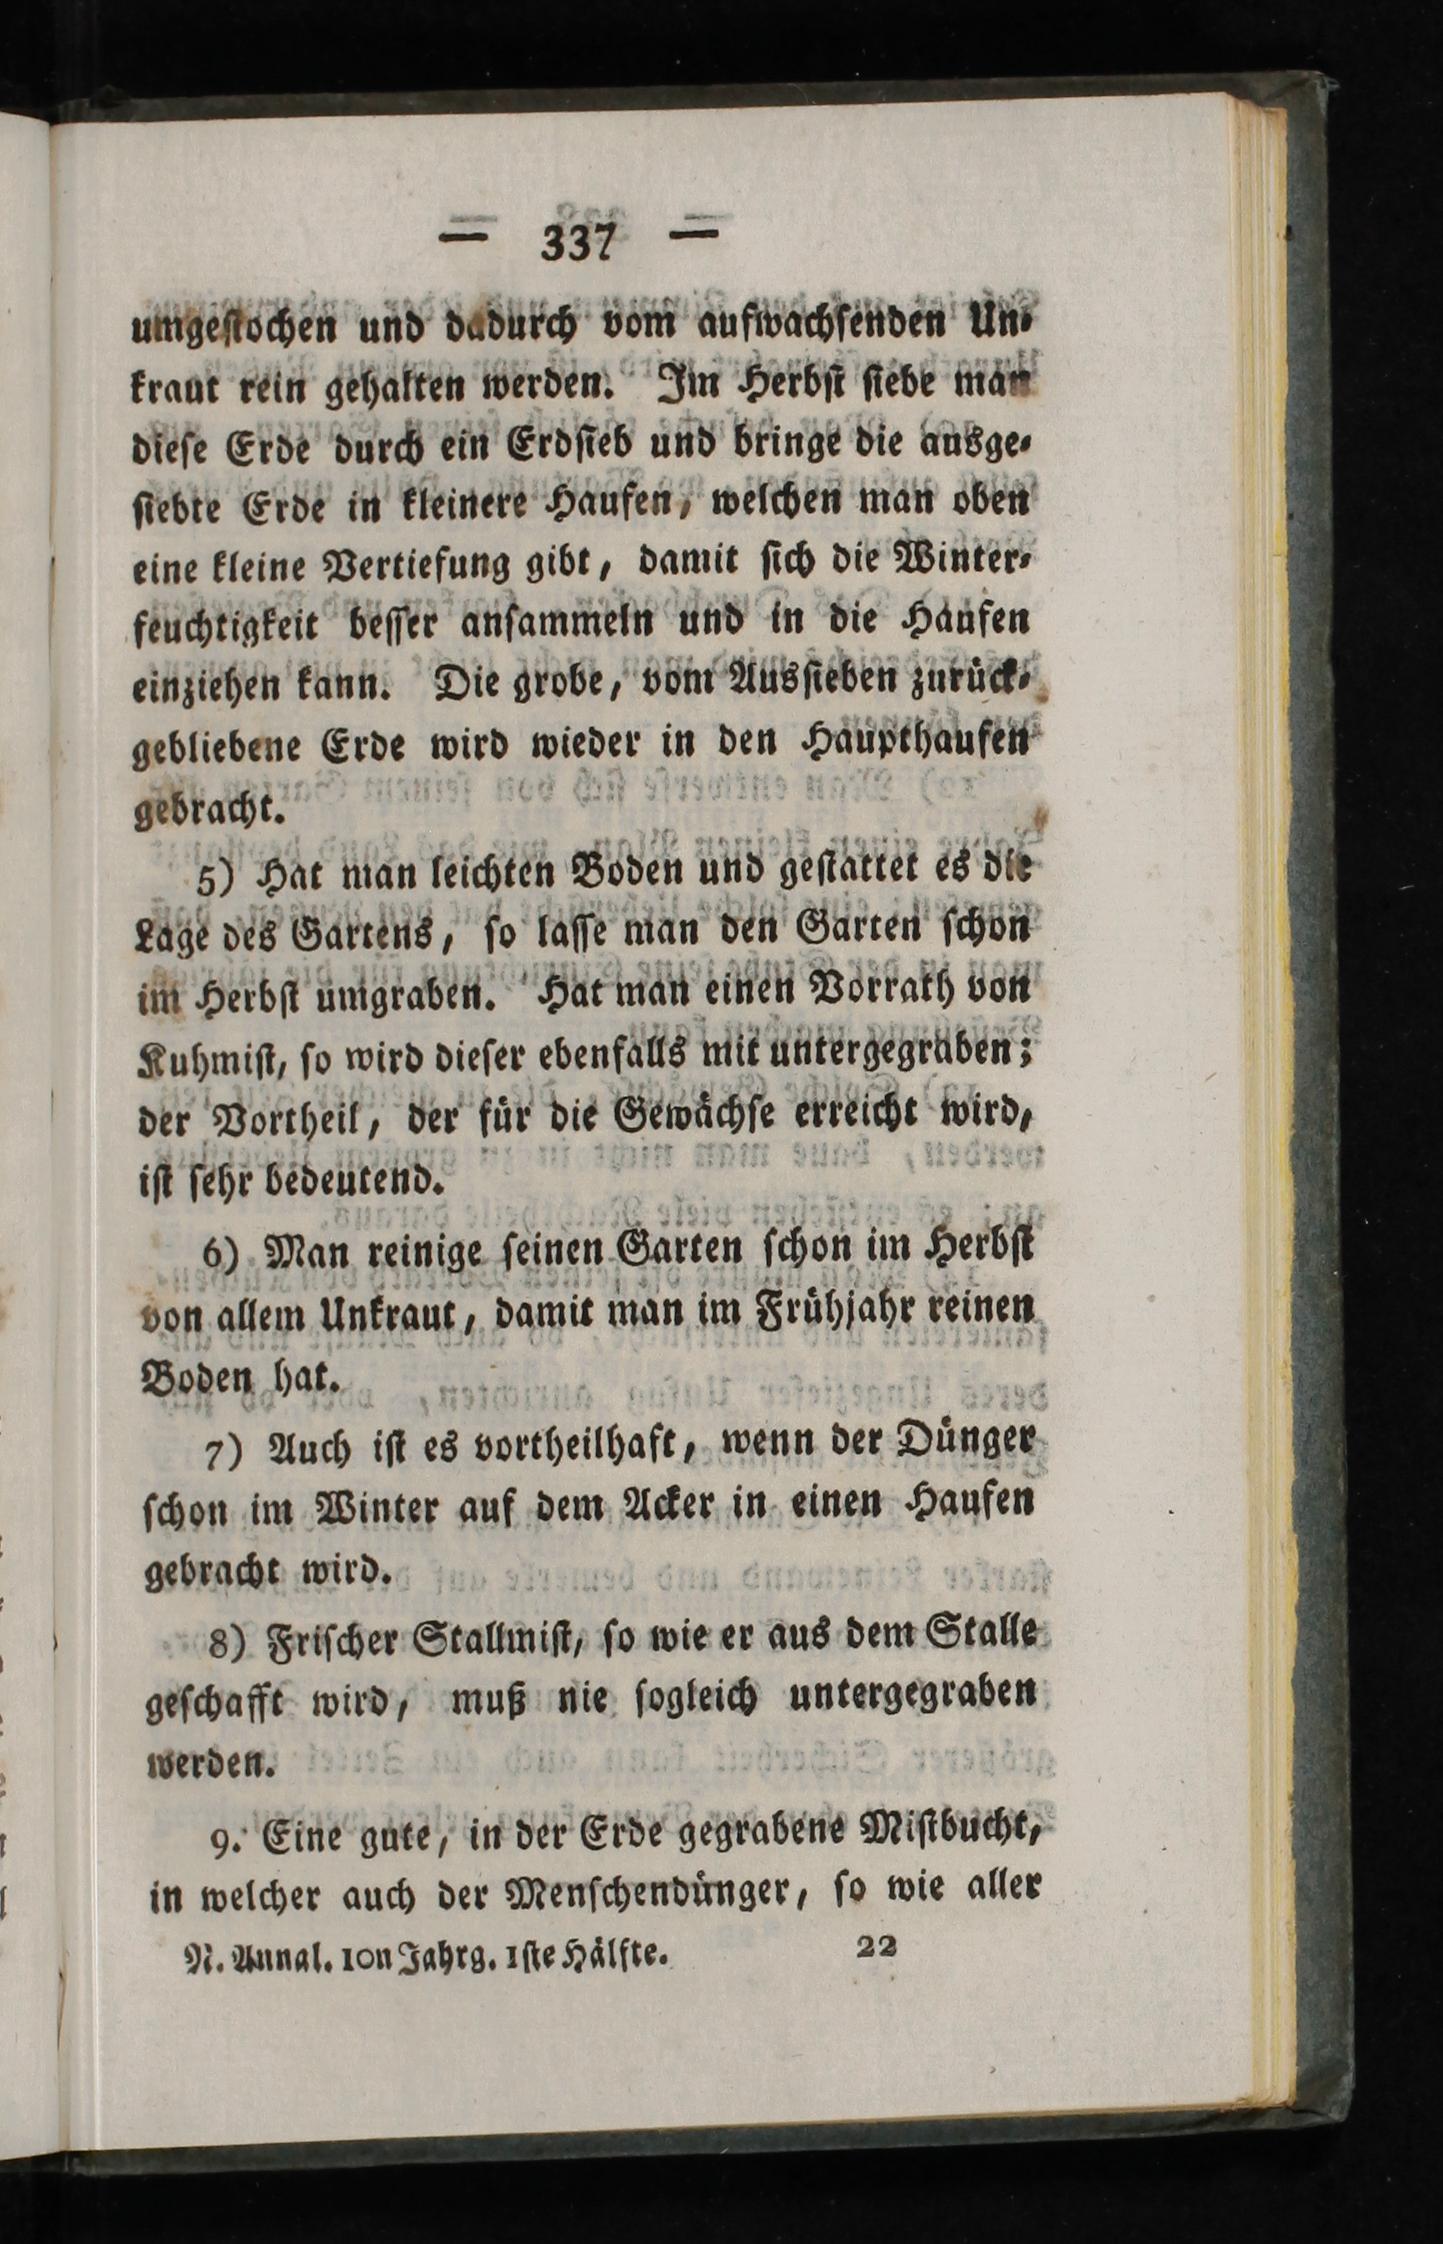 — 337 —
umgeſtochen und dadurch vom aufwachſenden Un⸗
kraut rein gehalten werden. Im Herbſt ſiebe man
dieſe Erde durch ein Erdſieb und bringe die ausge⸗
ſiebte Erde in kleinere Haufen, welchen man oben
eine kleine Vertiefung gibt, damit ſich die Winter⸗
feuchtigkeit beſſer anſammeln und in die Haufen
einziehen kann. Die grobe, vom Ausſieben zurück⸗
gebliebene Erde wird wieder in den Haupthaufen
gebracht.
5) Hat man leichten Boden und geſtattet es die
Lage des Gartens, ſo laſſe man den Garten ſchon
im Herbſt umgraben. Hat man einen Vorrath von
Kuhmiſt, ſo wird dieſer ebenfalls mit untergegraben;
der Vortheil, der für die Gewächſe erreicht wird,
iſt ſehr bedeutend.
6) Man reinige ſeinen Garten ſchon im Herbſt
von allem Unkraut, damit man im Frühjahr reinen
Boden hat.
7) Auch iſt es vortheilhaft, wenn der Dünger
ſchon im Winter auf dem Acker in einen Haufen
gebracht wird.
8) Friſcher Stallmiſt, ſo wie er aus dem Stalle
geſchafft wird, muß nie ſogleich untergegraben
werden.
9. Eine gute, in der Erde gegrabene Miſtbucht,
in welcher auch der Menſchendünger, ſo wie aller
N. Annal. 10n Jahrg. 1ſte Hälfte. 22